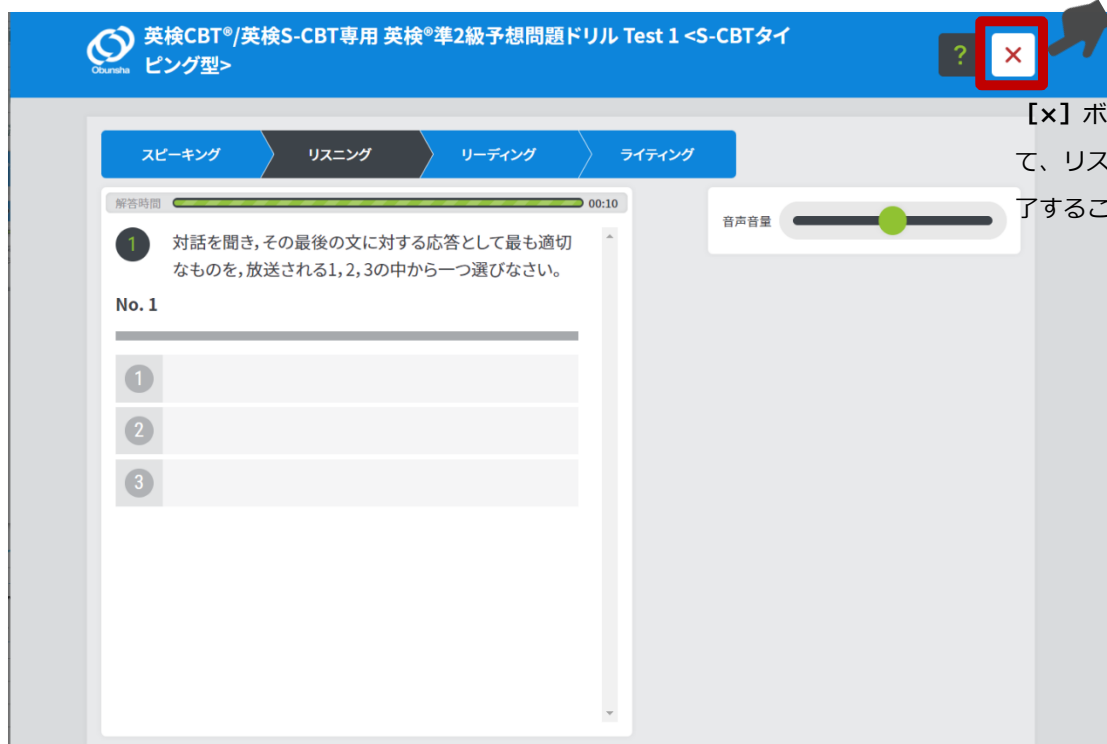 英検CBT®/英検S-CBT専用 英検®準2級予想問題ドリル Test 1 <S-CBTタイ
ピング型>
Obunsha
?
×
[×] ボ
て、リス
了するこ
スピーキング
リスニング
リーディング
ライティング
解答時間
00:10
音声音量
1
対話を聞き,その最後の文に対する応答として最も適切
なものを,放送される1,2,3の中から一つ選びなさい。
No. 1
1
2
3